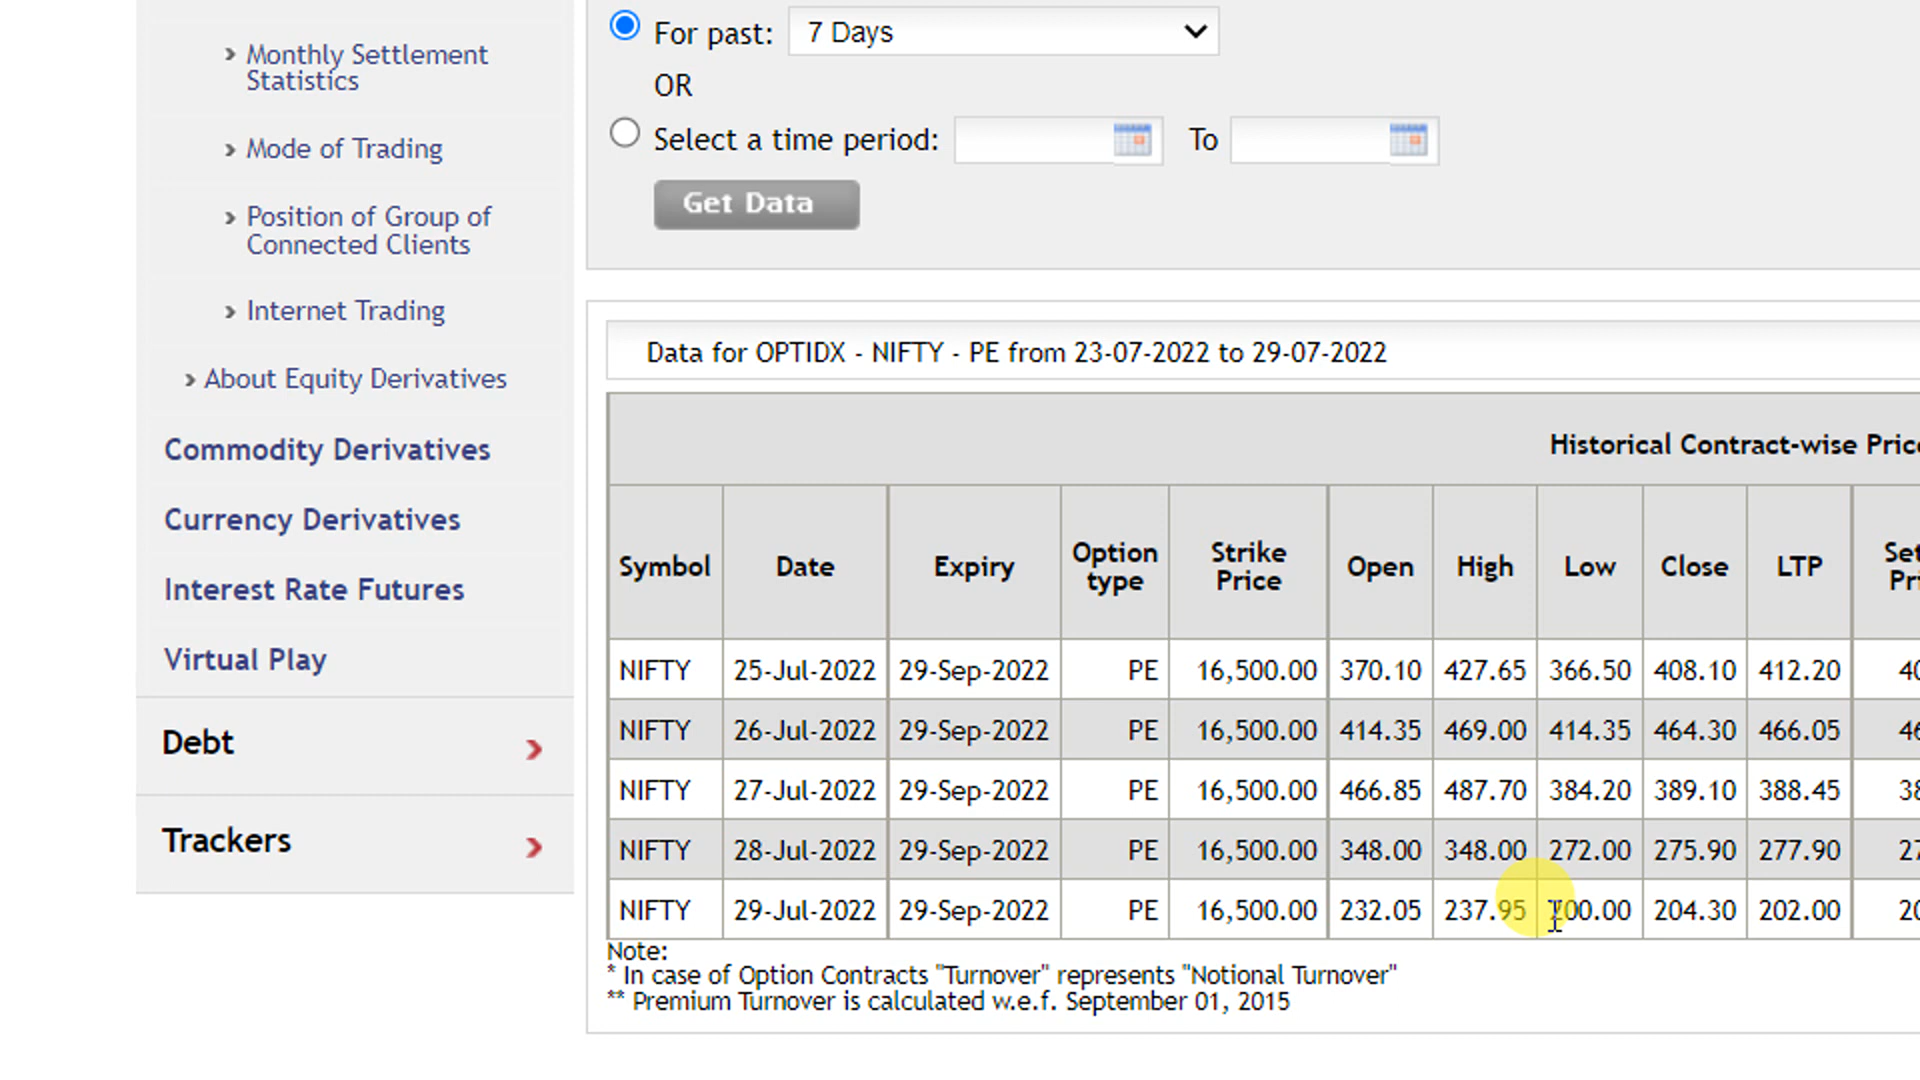 Monthly Settlement
Statistics
Mode of Trading
Position of Group of
Connected Clients
Internet Trading
About Equity Derivatives
Commodity Derivatives
Currency Derivatives
Interest Rate Futures
Virtual Play
Debt
Trackers
For past: 7 Days
OR
Select a time period: To
Get Data
Data for OPTIDX - NIFTY - PE from 23-07-2022 to 29-07-2022
Historical Contract-wise
Symbol Date Expiry Option type Strike Price Open High Low Close LTP
NIFTY 25-Jul-2022 29-Sep-2022 PE 16,500.00 370.10 427.65 366.50 408.10 412.20
NIFTY 26-Jul-2022 29-Sep-2022 PE 16,500.00 414.35 469.00 414.35 464.30 466.05
NIFTY 27-Jul-2022 29-Sep-2022 PE 16,500.00 466.85 487.70 384.20 389.10 388.45
NIFTY 28-Jul-2022 29-Sep-2022 PE 16,500.00 348.00 348.00 272.00 275.90 277.90
NIFTY 29-Jul-2022 29-Sep-2022 PE 16,500.00 232.05 237.95 200.00 204.30 202.00
Note:
* In case of Option Contracts "Turnover" represents "Notional Turnover"
** Premium Turnover is calculated w.e.f. September 01, 2015